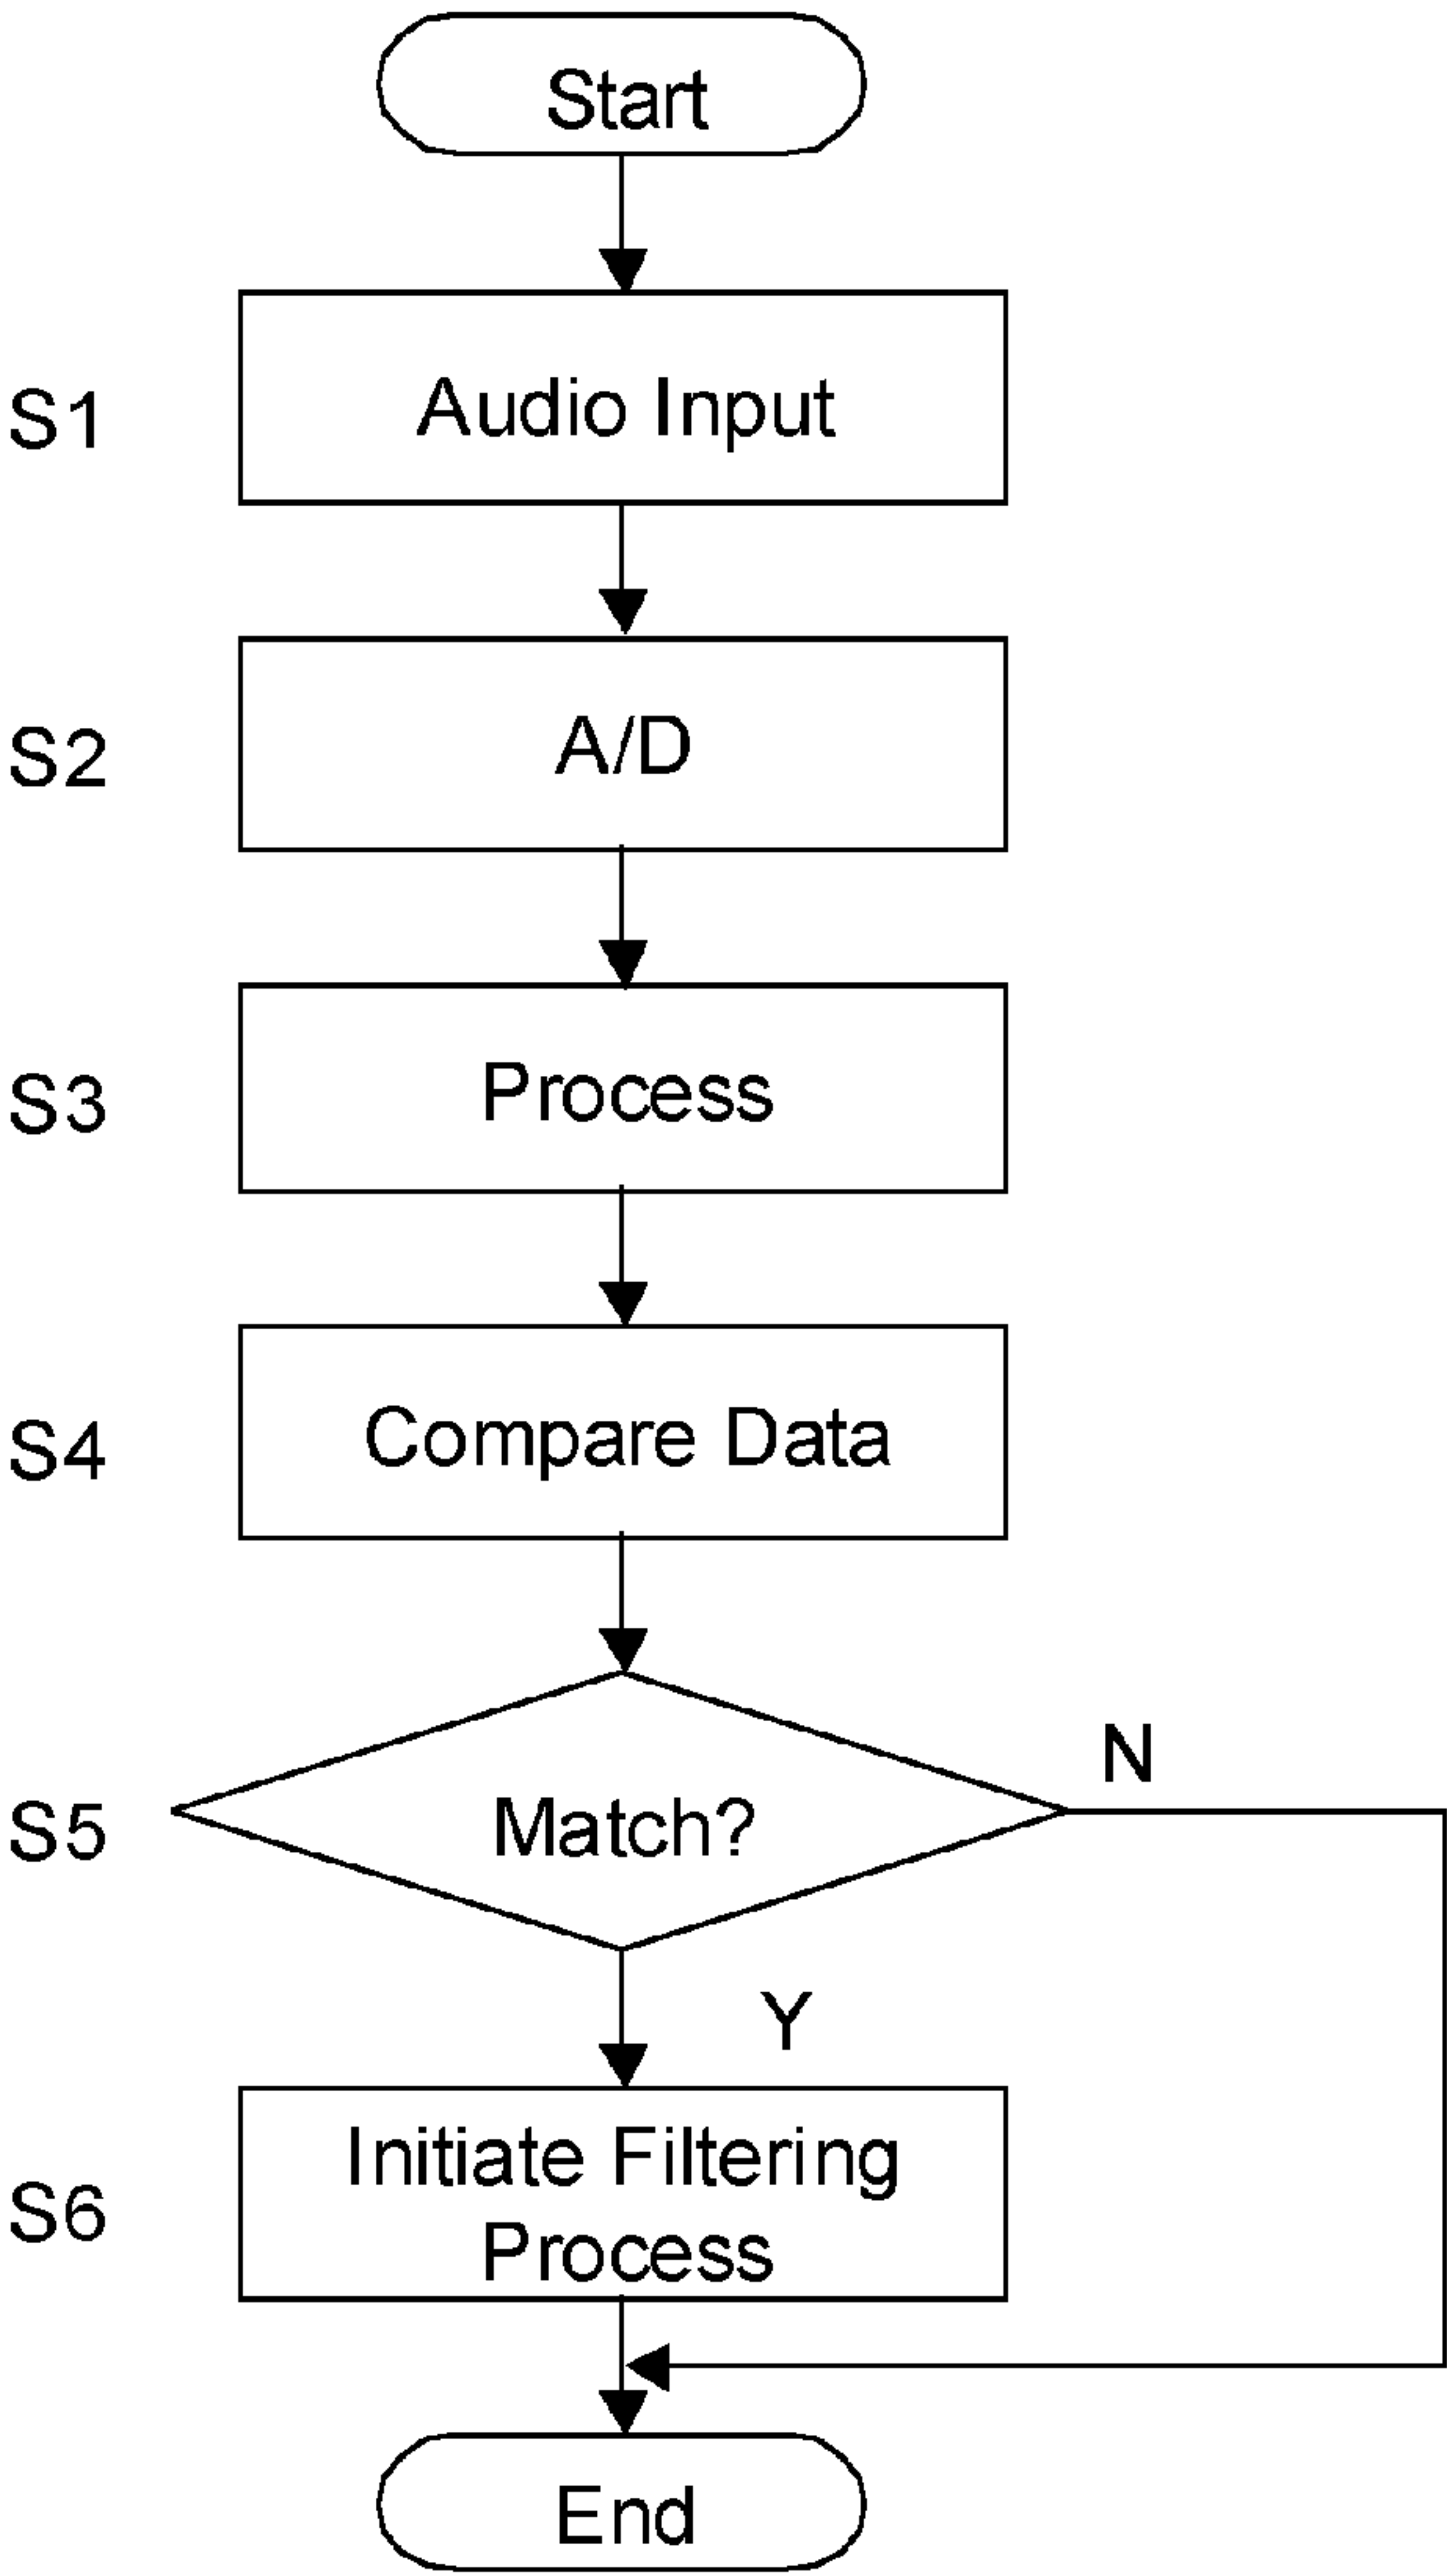 Start
S1
Audio Input
S2
A/D
S3
Process
S4
Compare Data
N
S5
Match?
Y
S6
Initiate Filtering
Process
End